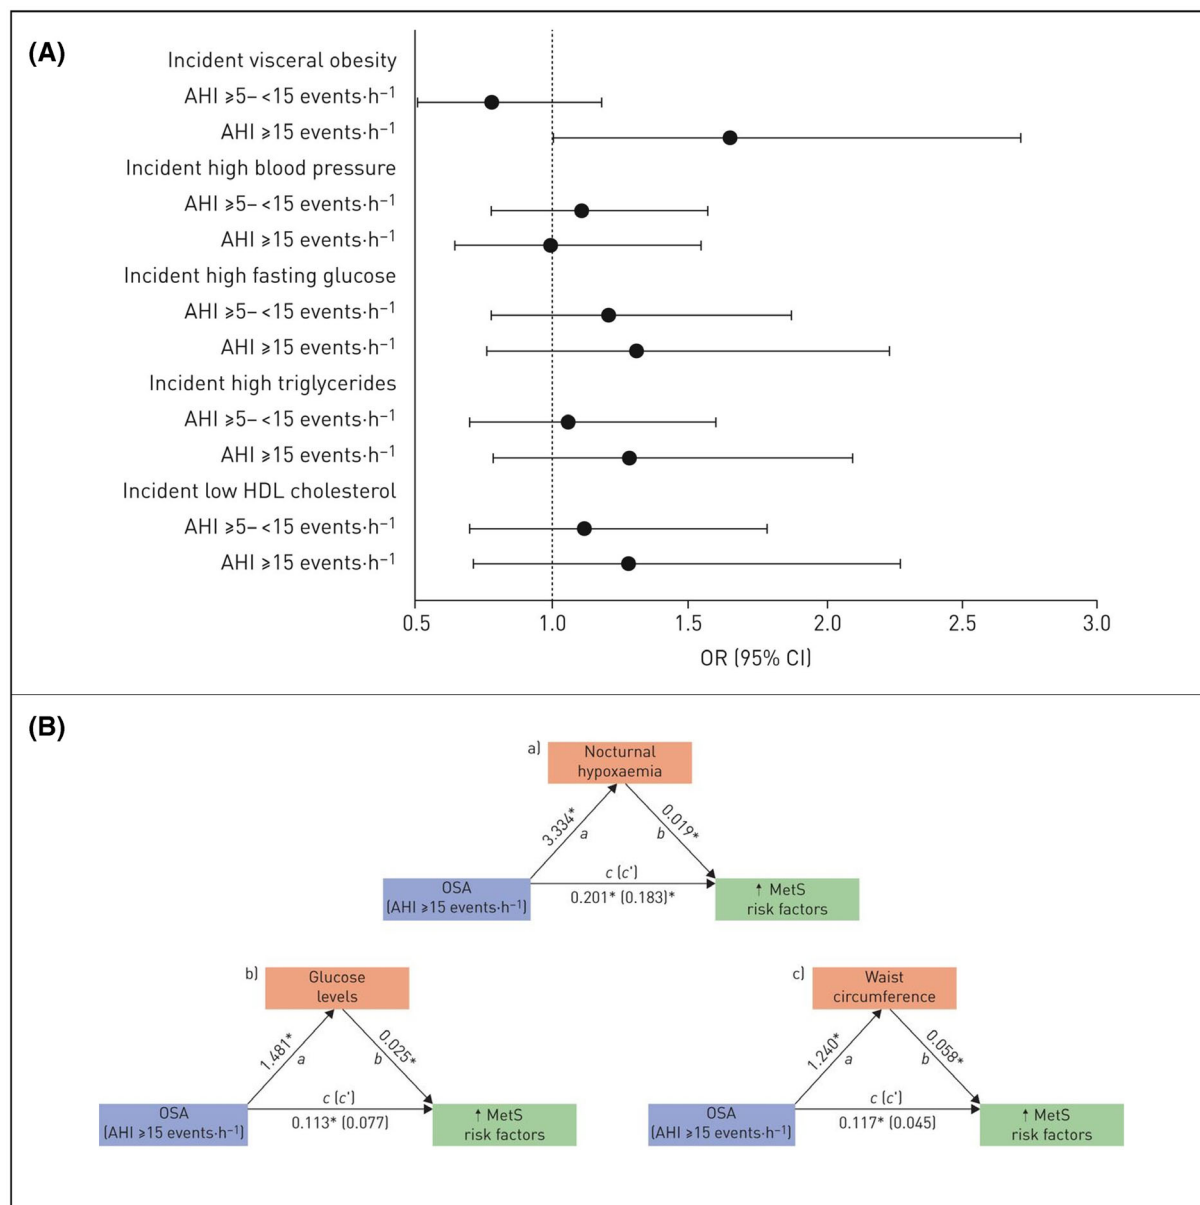 (A)
Incident visceral obesity
AHI ⩾5– <15 events·h⁻¹
AHI ⩾15 events·h⁻¹
Incident high blood pressure
AHI ⩾5– <15 events·h⁻¹
AHI ⩾15 events·h⁻¹
Incident high fasting glucose
AHI ⩾5– <15 events·h⁻¹
AHI ⩾15 events·h⁻¹
Incident high triglycerides
AHI ⩾5– <15 events·h⁻¹
AHI ⩾15 events·h⁻¹
Incident low HDL cholesterol
AHI ⩾5– <15 events·h⁻¹
AHI ⩾15 events·h⁻¹
0.5 1.0 1.5 2.0 2.5 3.0
OR (95% CI)
(B)
a)
Nocturnal
hypoxaemia
3.334*
a
0.019*
b
c (c')
0.201* (0.183)*
OSA
(AHI ⩾15 events·h⁻¹)
↑ MetS
risk factors
b)
Glucose
levels
1.481*
a
0.025*
b
c (c')
0.113* (0.077)
OSA
(AHI ⩾15 events·h⁻¹)
↑ MetS
risk factors
c)
Waist
circumference
1.240*
a
0.058*
b
c (c')
0.117* (0.045)
OSA
(AHI ⩾15 events·h⁻¹)
↑ MetS
risk factors